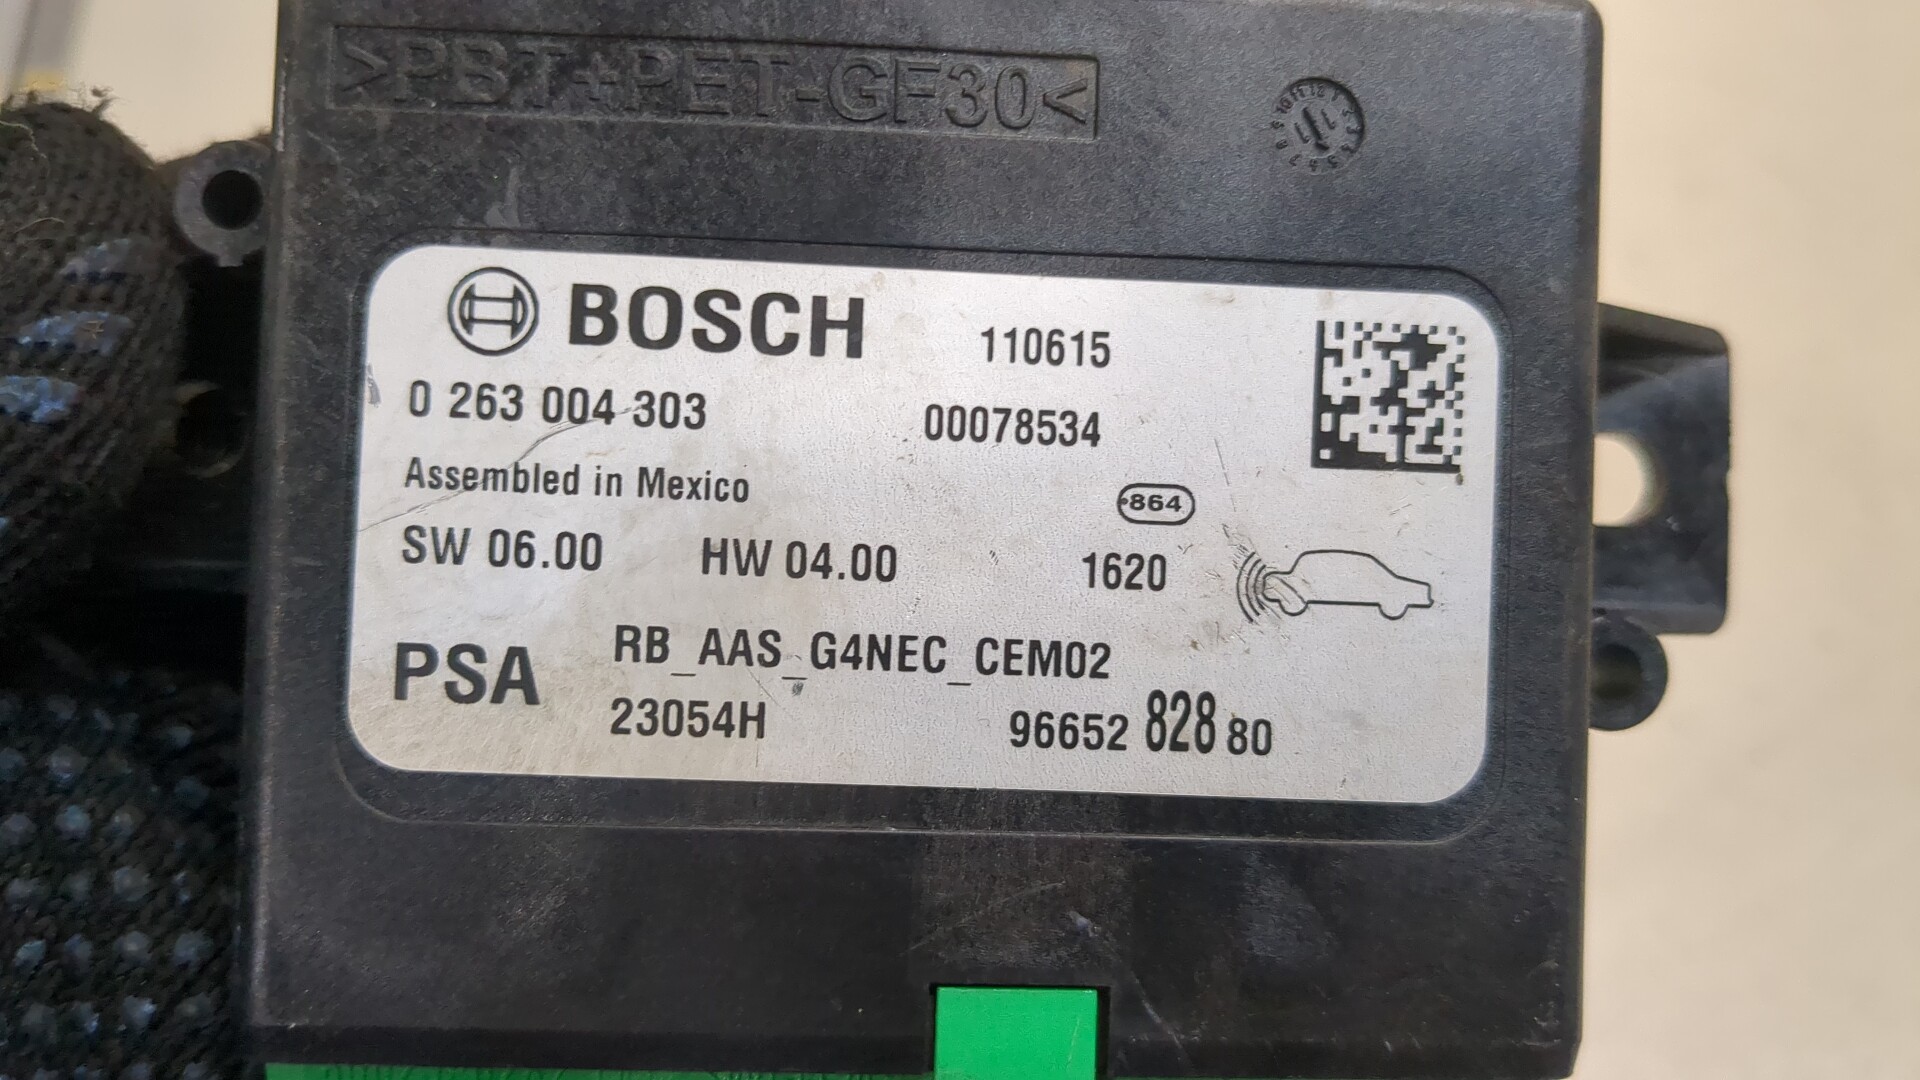 >PBT+PET-GF30<
BOSCH 110615
0 263 004 303 00078534
Assembled in Mexico
864
SW 06.00 HW 04.00 1620
PSA RB_AAS_G4NEC_CEM02
23054H 96652 828 80